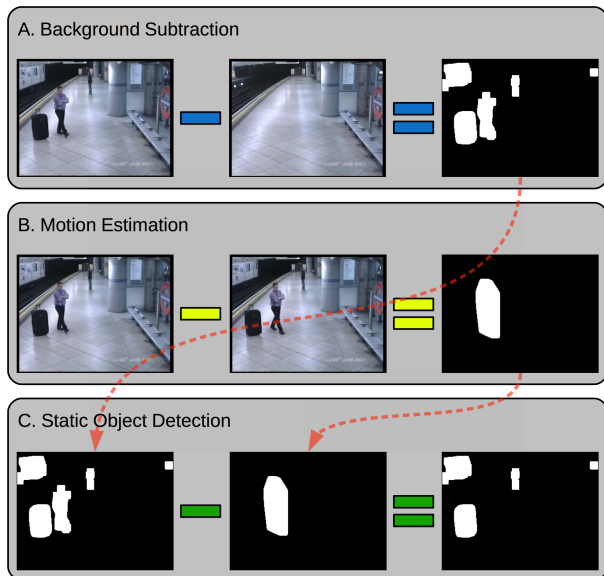 A. Background Subtraction
B. Motion Estimation
C. Static Object Detection